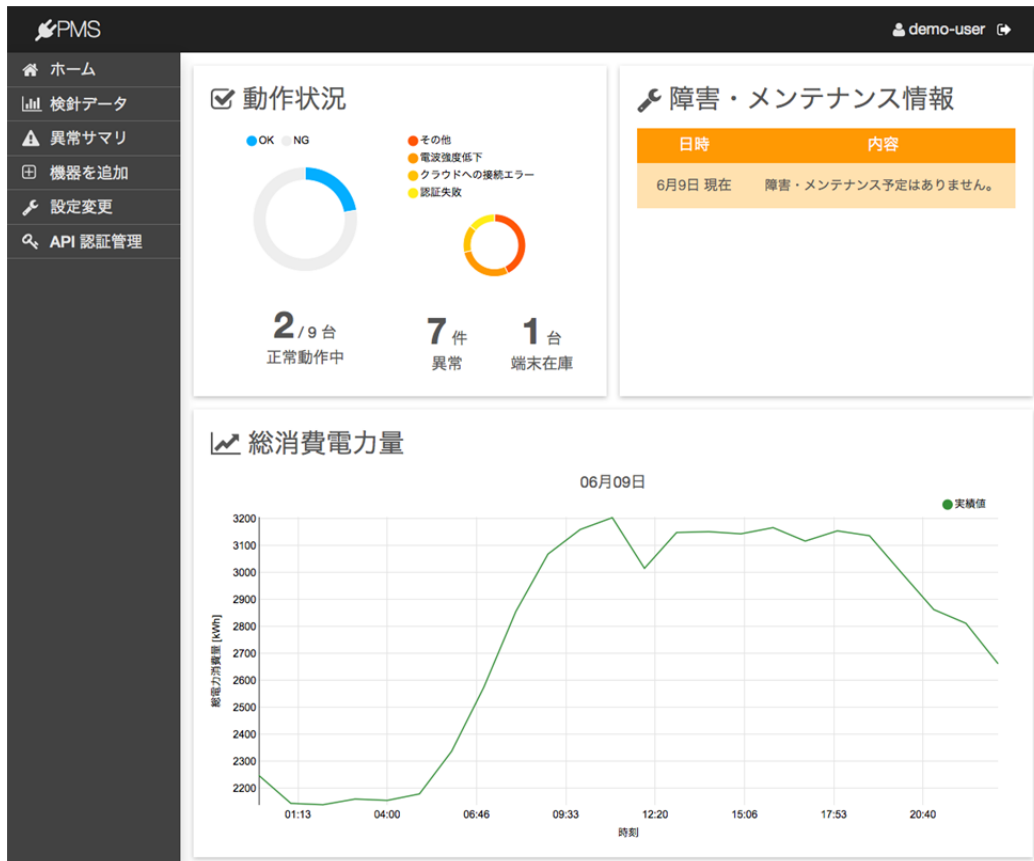 PMS
demo-user
ホーム
検針データ
異常サマリ
機器を追加
設定変更
API 認証管理
動作状況
OK NG
その他
電波強度低下
クラウドへの接続エラー
認証失敗
2/9 台
正常動作中
7 件
異常
1 台
端末在庫
障害・メンテナンス情報
日時 内容
6月9日 現在 障害・メンテナンス予定はありません。
総消費電力量
06月09日
実績値
総電力消費量 [kWh]
3200
3100
3000
2900
2800
2700
2600
2500
2400
2300
2200
01:13 04:00 06:46 09:33 12:20 15:06 17:53 20:40
時刻